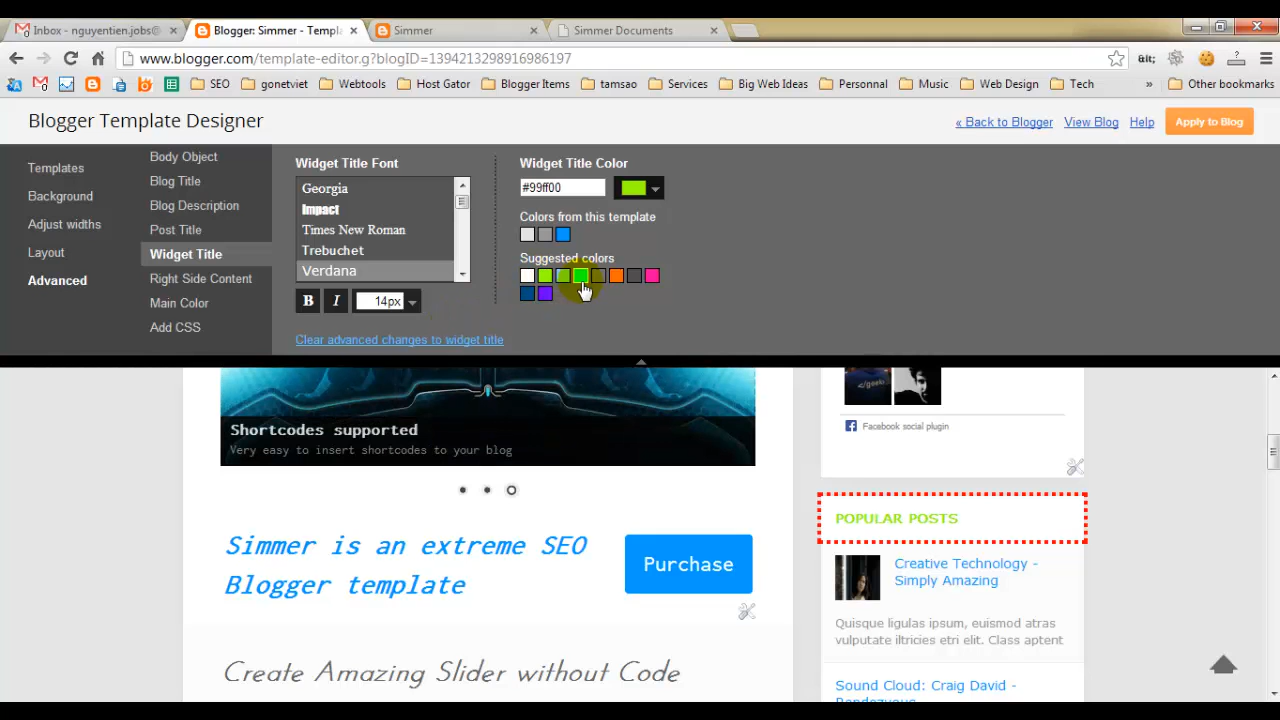 Inbox - nguyentien.jobs@
Blogger: Simmer - Templa
Simmer
Simmer Documents
www.blogger.com/template-editor.g?blogID=1394213298916986197
&lt;
SEO
gonetviet
Webtools
Host Gator
Blogger Items
tamsao
Services
Big Web Ideas
Personnal
Music
Web Design
Tech
»
Other bookmarks
Blogger Template Designer
« Back to Blogger
View Blog
Help
Apply to Blog
Templates
Background
Adjust widths
Layout
Advanced
Body Object
Blog Title
Blog Description
Post Title
Widget Title
Right Side Content
Main Color
Add CSS
Widget Title Font
Georgia
Impact
Times New Roman
Trebuchet
Verdana
B I 14px
Clear advanced changes to widget title
Widget Title Color
#99ff00
Colors from this template
Suggested colors
Shortcodes supported
Very easy to insert shortcodes to your blog
Simmer is an extreme SEO
Blogger template
Purchase
Create Amazing Slider without Code
</geek>
Facebook social plugin
POPULAR POSTS
Creative Technology -
Simply Amazing
Quisque ligulas ipsum, euismod atras
vulputate iltricies etri elit. Class aptent
Sound Cloud: Craig David -
Rendezvous